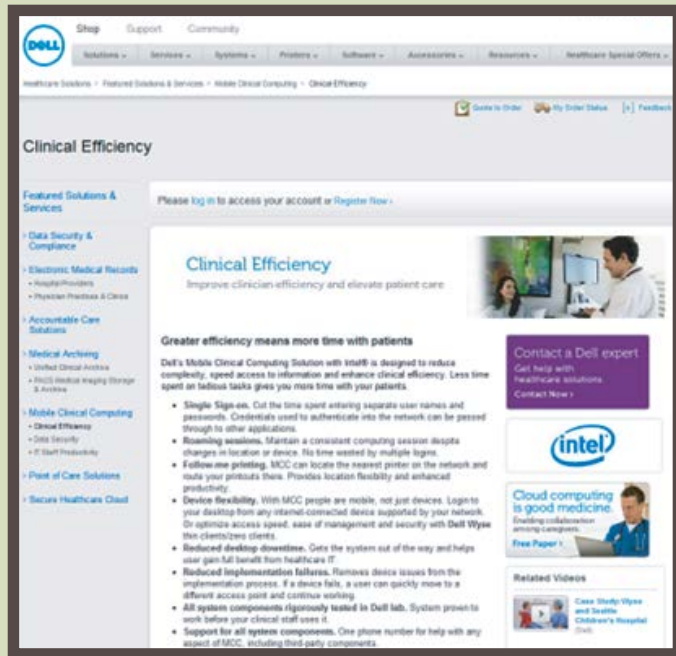 DELL
Shop Support Community
Solutions Services Systems Printers Software Accessories Resources Healthcare Special Offers
Healthcare Solutions > Featured Solutions & Services > Mobile Clinical Computing > Clinical Efficiency
Quote to Order My Order Status [+] Feedback
Clinical Efficiency
Featured Solutions & Services
Please log in to access your account or Register Now ›
› Data Security & Compliance
› Electronic Medical Records
• Hospital Providers
• Physician Practices & Clinics
› Accountable Care Solutions
› Medical Archiving
• Unified Clinical Archive
• PACS Medical Imaging Storage & Archive
› Mobile Clinical Computing
• Clinical Efficiency
• Data Security
• IT Staff Productivity
› Point of Care Solutions
› Secure Healthcare Cloud
Clinical Efficiency
Improve clinician efficiency and elevate patient care
Greater efficiency means more time with patients
Dell's Mobile Clinical Computing Solution with Intel® is designed to reduce
complexity, speed access to information and enhance clinical efficiency. Less time
spent on tedious tasks gives you more time with your patients.
• Single Sign-on. Cut the time spent entering separate user names and
passwords. Credentials used to authenticate into the network can be passed
through to other applications.
• Roaming sessions. Maintain a consistent computing session despite
changes in location or device. No time wasted by multiple logins.
• Follow-me printing. MCC can locate the nearest printer on the network and
route your printouts there. Provides location flexibility and enhanced
productivity.
• Device flexibility. With MCC people are mobile, not just devices. Login to
your desktop from any internet-connected device supported by your network.
Or optimize access speed, ease of management and security with Dell Wyse
thin clients/zero clients.
• Reduced desktop downtime. Gets the system out of the way and helps
user gain full benefit from healthcare IT.
• Reduced implementation failures. Removes device issues from the
implementation process. If a device fails, a user can quickly move to a
different access point and continue working.
• All system components rigorously tested in Dell lab. System proven to
work before your clinical staff uses it.
• Support for all system components. One phone number for help with any
aspect of MCC, including third-party components.
Contact a Dell expert
Get help with
healthcare solutions
Contact Now ›
intel
Cloud computing
is good medicine.
Enabling collaboration
among caregivers.
Free Paper ›
Related Videos
Case Study: Wyse
and Seattle
Children's Hospital